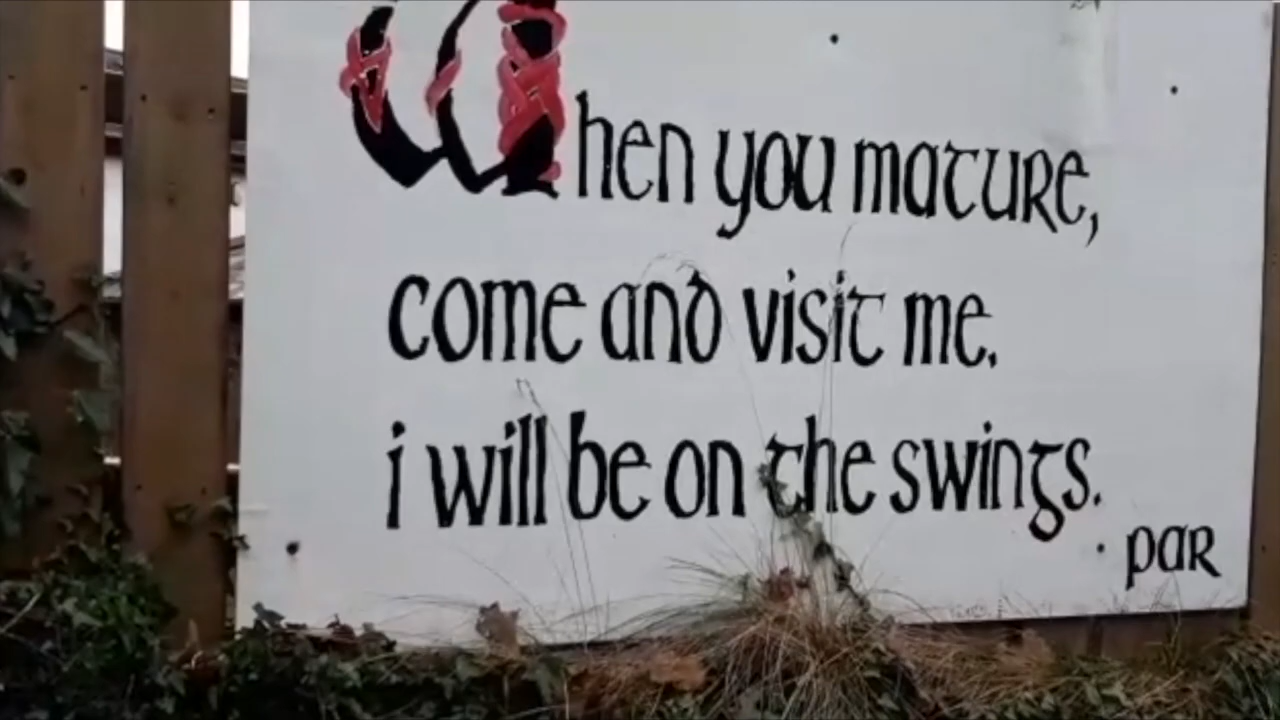 When you mature,
come and visit me.
i will be on the swings.
· par